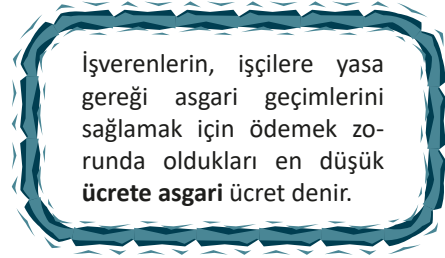 İşverenlerin, işçilere yasa
gereği asgari geçimlerini
sağlamak için ödemek zo-
runda oldukları en düşük
ücrete asgari ücret denir.